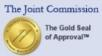 The Joint Commission
The Gold Seal
of Approval™